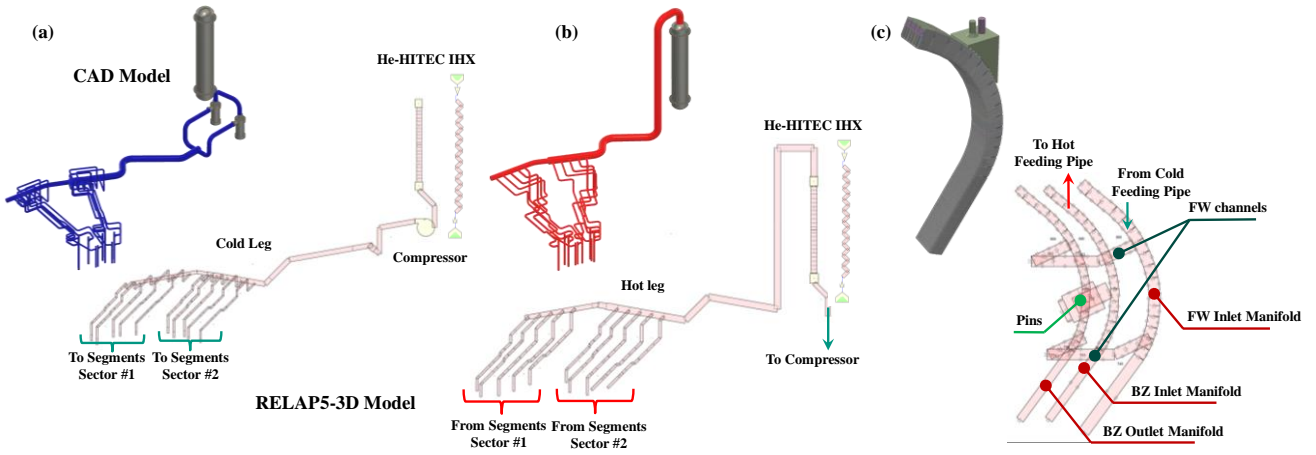 (a)
CAD Model
He-HITEC IHX
Cold Leg
Compressor
To Segments
Sector #1
To Segments
Sector #2
RELAP5-3D Model
(b)
He-HITEC IHX
Hot leg
To Compressor
From Segments
Sector #1
From Segments
Sector #2
(c)
To Hot
Feeding Pipe
From Cold
Feeding Pipe
FW channels
Pins
FW Inlet Manifold
BZ Inlet Manifold
BZ Outlet Manifold